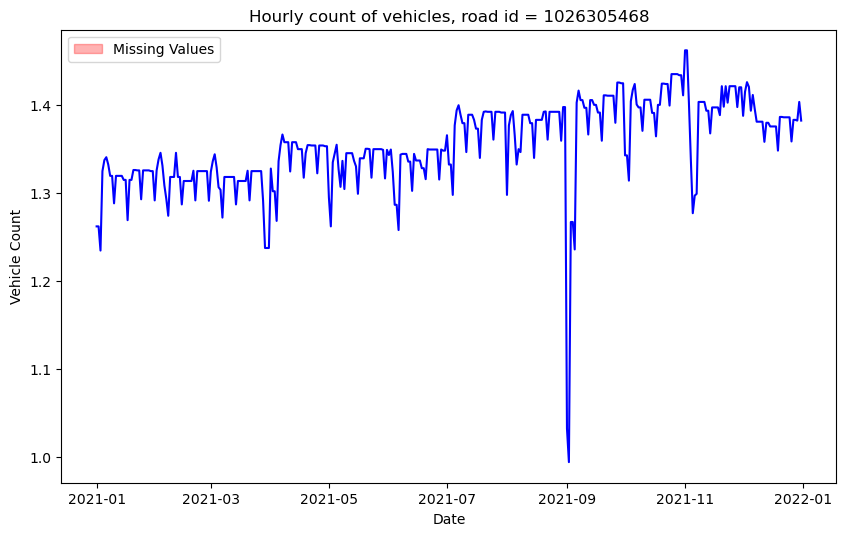 Hourly count of vehicles, road id = 1026305468
Missing Values
Vehicle Count
1.4
1.3
1.2
1.1
1.0
2021-01 2021-03 2021-05 2021-07 2021-09 2021-11 2022-01
Date